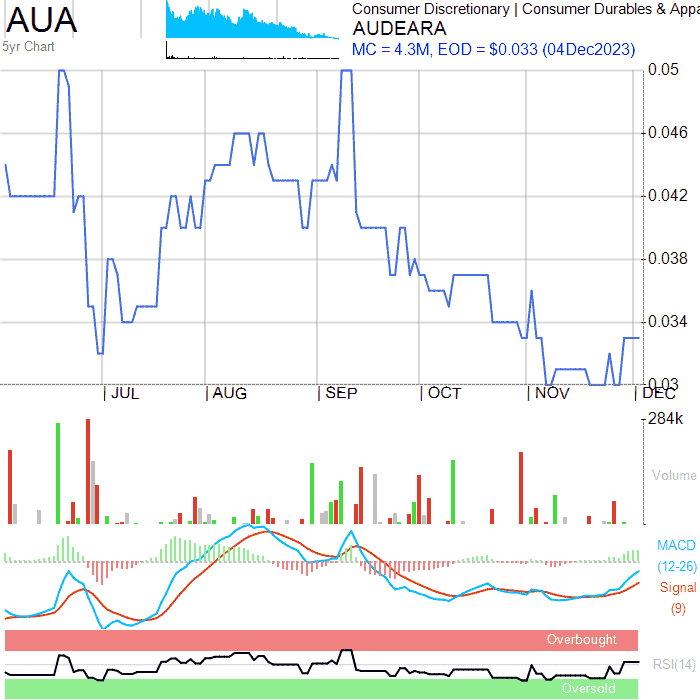 AUA
5yr Chart
Consumer Discretionary | Consumer Durables & Appa
AUDEARA
MC = 4.3M, EOD = $0.033 (04Dec2023)
0.05
0.046
0.042
0.038
0.034
0.03
JUL AUG SEP OCT NOV DEC
284k
Volume
MACD
(12-26)
Signal
(9)
Overbought
RSI(14)
Oversold